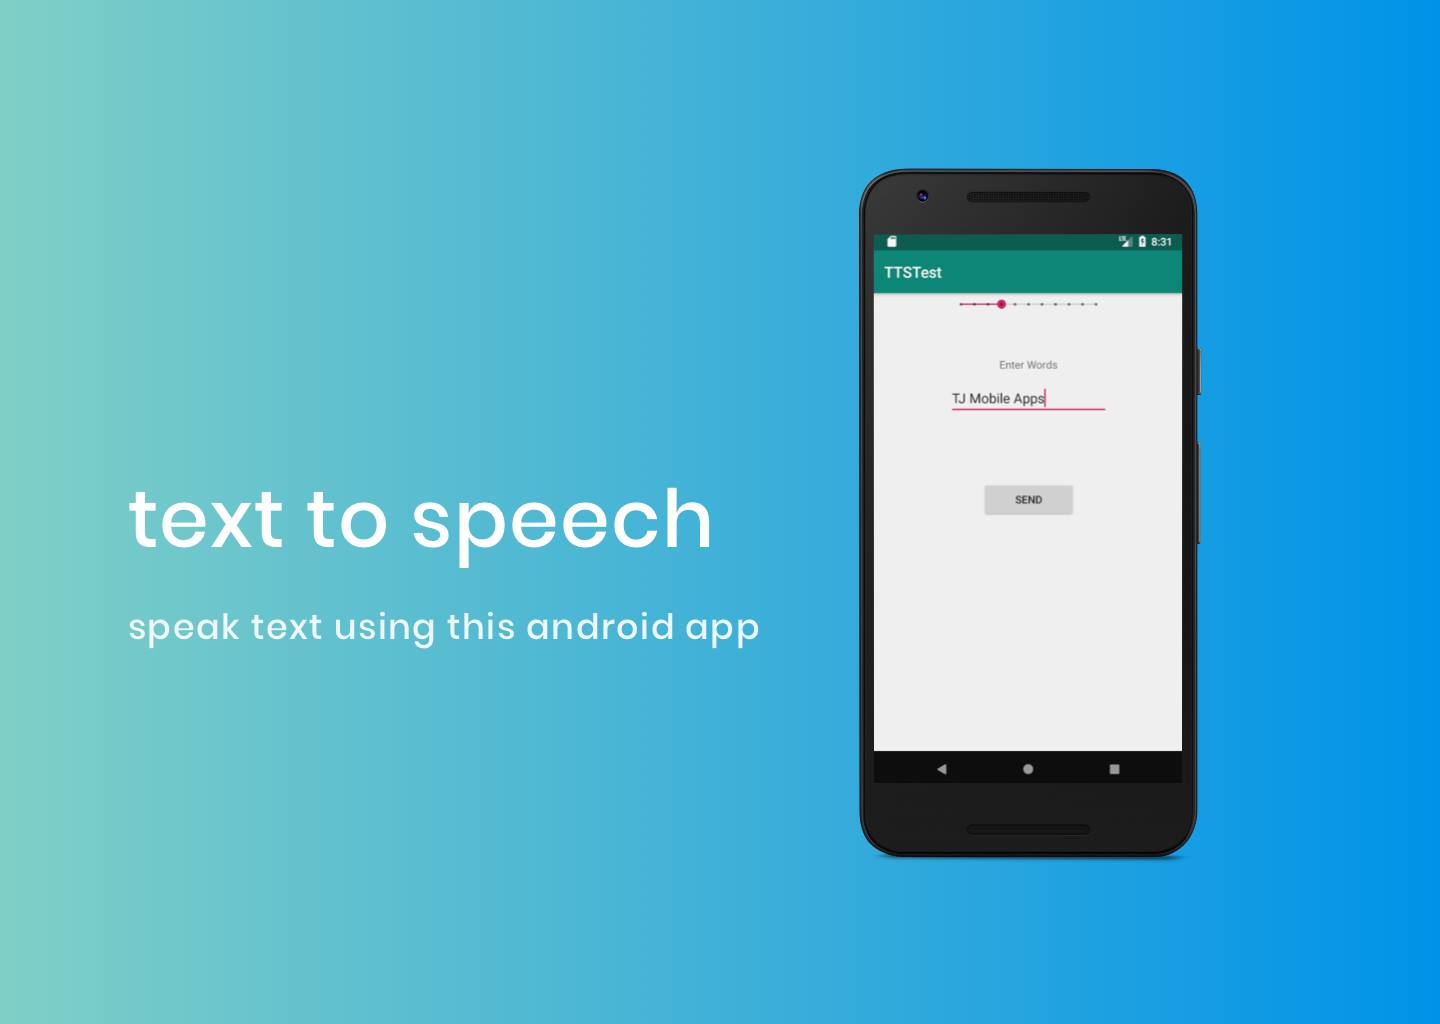 text to speech
speak text using this android app
8:31
TTSTest
Enter Words
TJ Mobile Apps
SEND